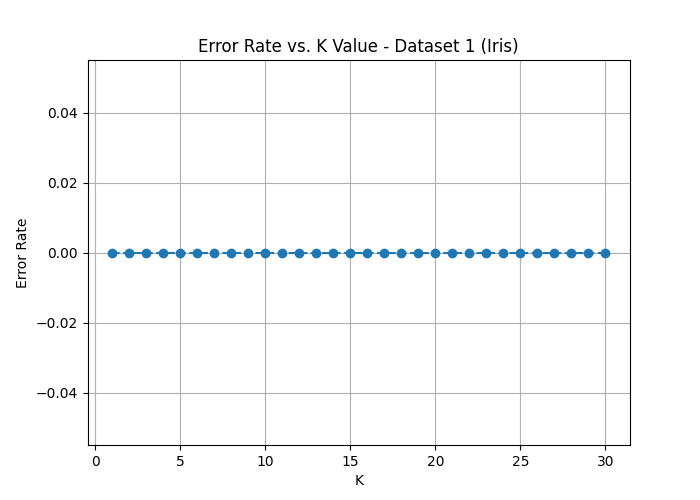 Error Rate vs. K Value - Dataset 1 (Iris)
0.04
0.02
0.00
−0.02
−0.04
Error Rate
0 5 10 15 20 25 30
K